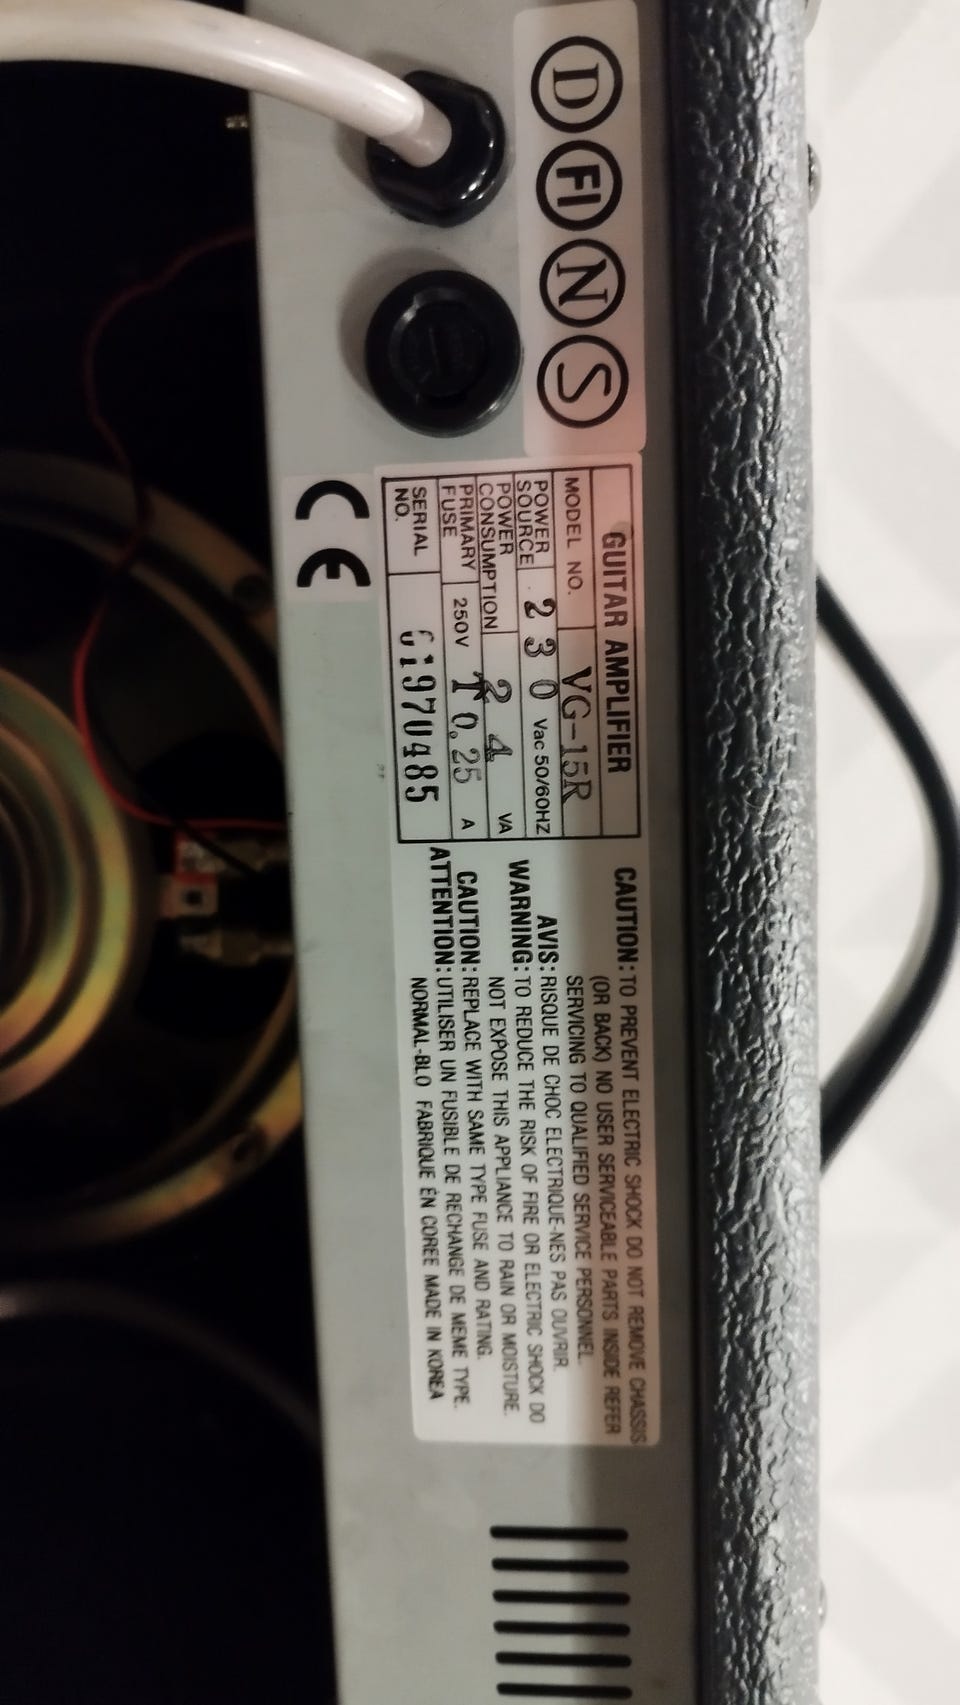 D FI N S
GUITAR AMPLIFIER
MODEL NO. VG-15R
POWER SOURCE 230 Vac 50/60HZ
POWER CONSUMPTION 24 VA
PRIMARY FUSE 250V T 0.25 A
SERIAL NO. G1970485
CE
CAUTION: TO PREVENT ELECTRIC SHOCK DO NOT REMOVE CHASSIS
(OR BACK) NO USER SERVICEABLE PARTS INSIDE REFER
SERVICING TO QUALIFIED SERVICE PERSONNEL.
AVIS: RISQUE DE CHOC ELECTRIQUE-NES PAS OUVRIR.
WARNING: TO REDUCE THE RISK OF FIRE OR ELECTRIC SHOCK DO
NOT EXPOSE THIS APPLIANCE TO RAIN OR MOISTURE.
CAUTION: REPLACE WITH SAME TYPE FUSE AND RATING.
ATTENTION: UTILISER UN FUSIBLE DE RECHANGE DE MEME TYPE.
NORMAL-BLO FABRIQUE ÉN COREE MADE IN KOREA